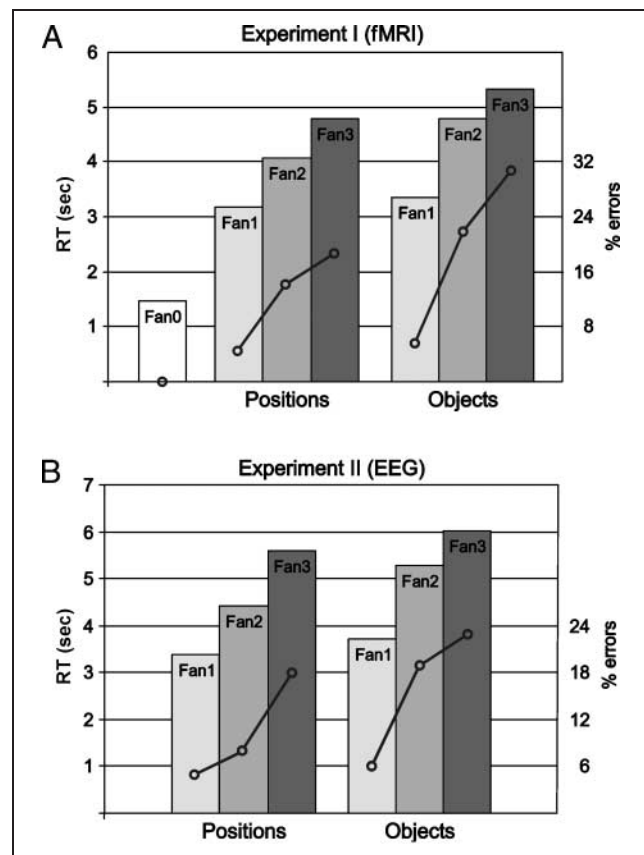 A
Experiment I (fMRI)
6
5
4
3
2
1
RT (sec)
32
24
16
8
% errors
Fan0
Fan1
Fan2
Fan3
Fan1
Fan2
Fan3
Positions
Objects
B
Experiment II (EEG)
7
6
5
4
3
2
1
RT (sec)
24
18
12
6
% errors
Fan1
Fan2
Fan3
Fan1
Fan2
Fan3
Positions
Objects